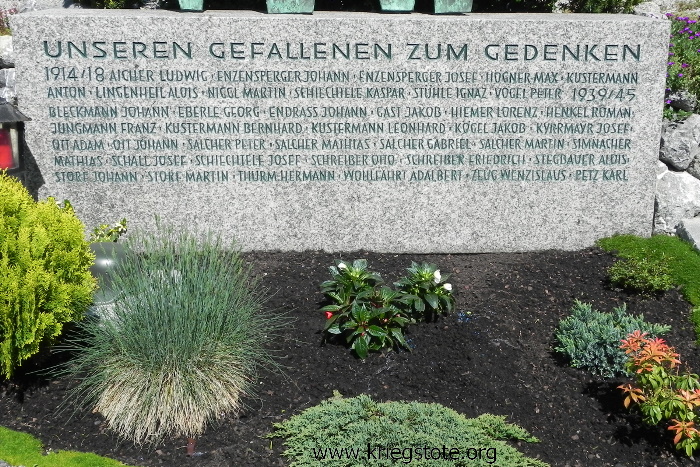 UNSEREN GEFALLENEN ZUM GEDENKEN
1914/18 AICHER LUDWIG · ENZENSPERGER JOHANN · ENZENSPERGER JOSEF · HOGNER MAX · KUSTERMANN
ANTON · LINGENHEIL ALOIS · NIGGL MARTIN · SCHIECHELE KASPAR · STÜHLE IGNAZ · VOGEL PETER 1939/45
BLECKMANN JOHANN · EBERLE GEORG · ENDRASS JOHANN · GAST JAKOB · HIEMER LORENZ · HENKEL ROMAN ·
JUNGMANN FRANZ · KUSTERMANN BERNHARD · KUSTERMANN LEONHARD · KÖGEL JAKOB · KYRRMAYR JOSEF ·
OTT ADAM · OTT JOHANN · SALCHER PETER · SALCHER MATHIAS · SALCHER GABRIEL · SALCHER MARTIN · SIMNACHER
MATHIAS · SCHALL JOSEF · SCHIECHTELE JOSEF · SCHREIBER OTTO · SCHREIBER FRIEDRICH · STEGBAUER ALOIS
STORF JOHANN · STORF MARTIN · THURM HERMANN · WOHLFAHRT ADALBERT · ZEUG WENZISLAUS · PETZ KARL
www.kriegstote.org